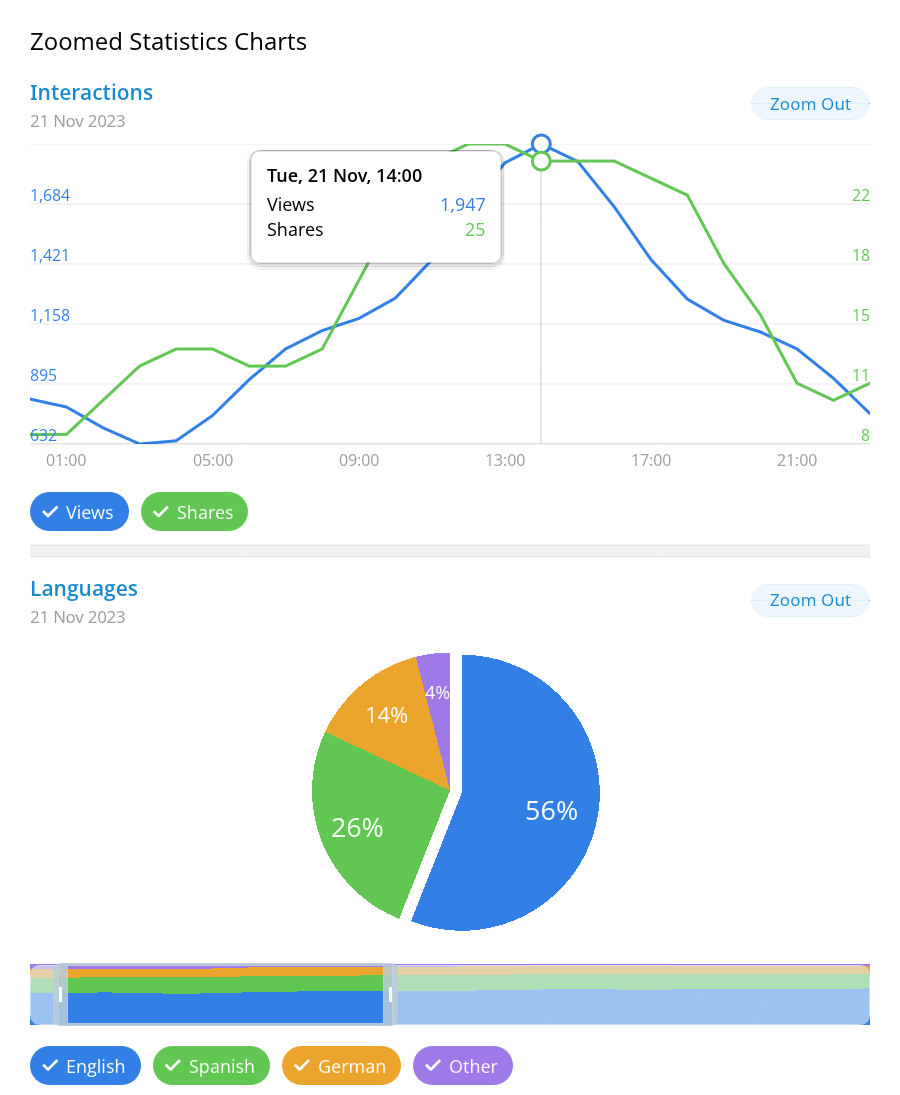 Zoomed Statistics Charts
Interactions
Zoom Out
21 Nov 2023
Tue, 21 Nov, 14:00
Views 1,947
Shares 25
1,684 22
1,421 18
1,158 15
895 11
632 8
01:00 05:00 09:00 13:00 17:00 21:00
Views Shares
Languages
Zoom Out
21 Nov 2023
4%
14%
56%
26%
English Spanish German Other